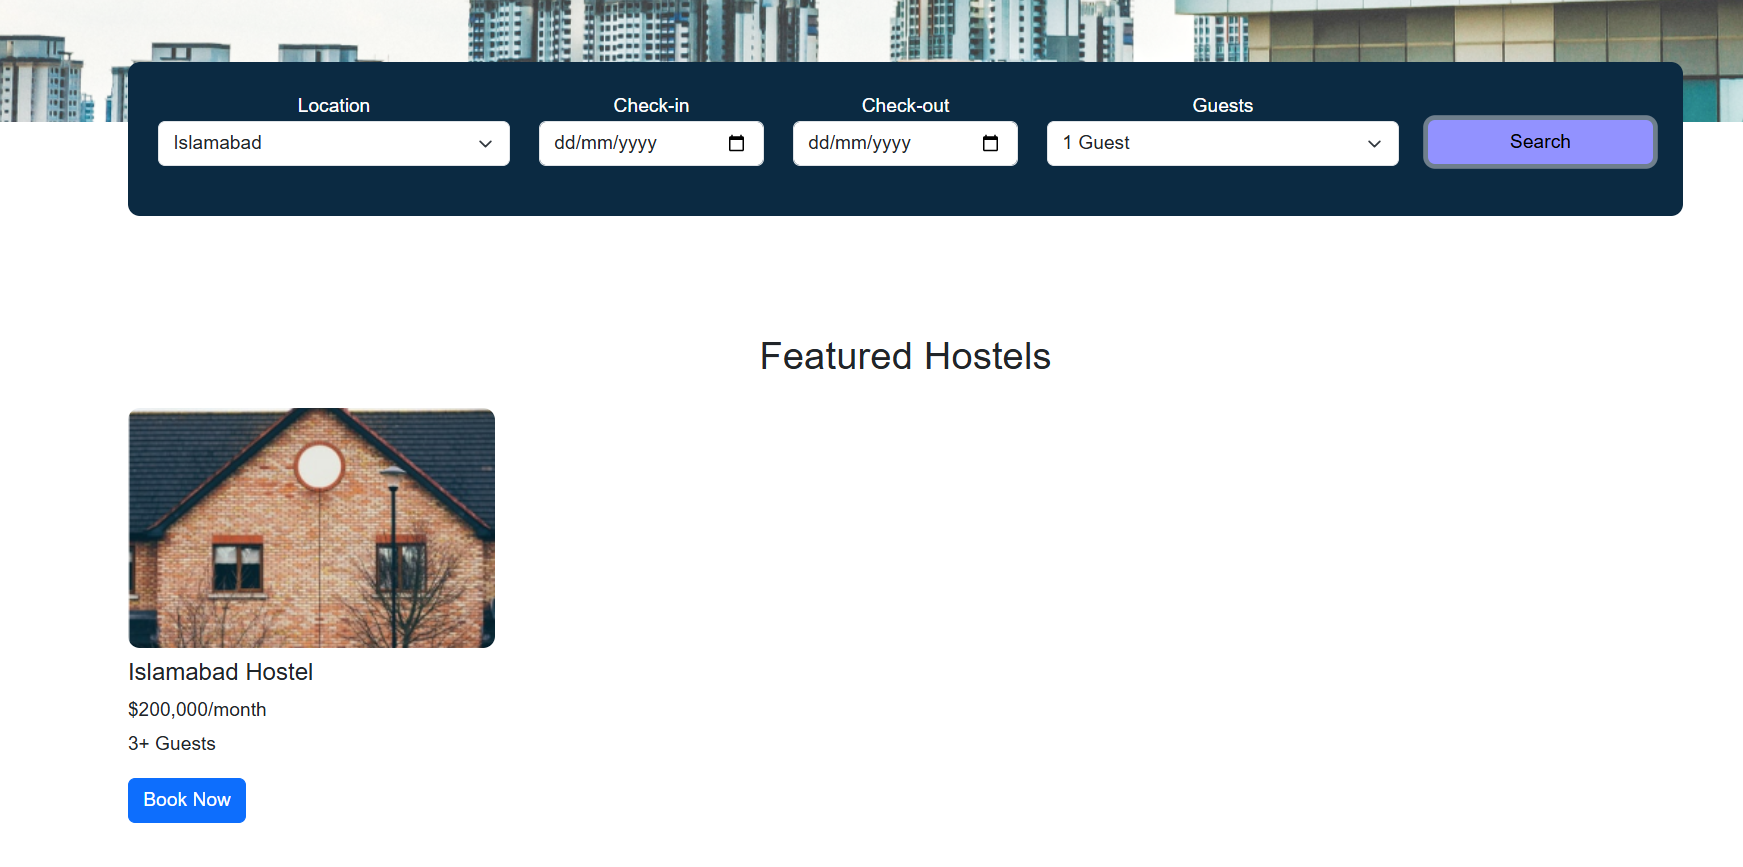 Location
Check-in
Check-out
Guests
Islamabad
dd/mm/yyyy
dd/mm/yyyy
1 Guest
Search
Featured Hostels
Islamabad Hostel
$200,000/month
3+ Guests
Book Now